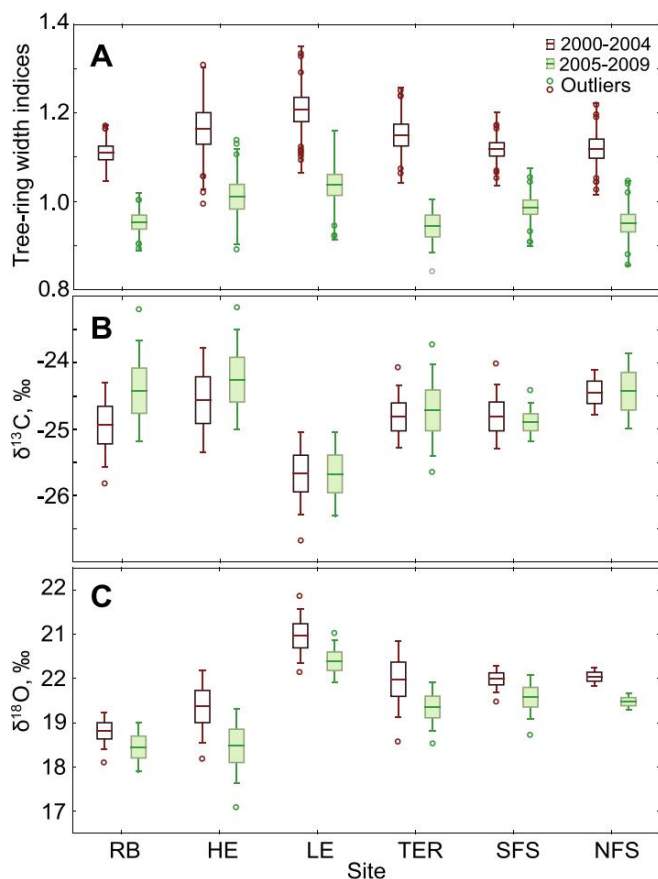 1.4
A
2000-2004
2005-2009
Outliers
1.2
1.0
0.8
Tree-ring width indices
B
-24
-25
-26
δ¹³C, ‰
C
22
21
22
19
18
17
δ¹⁸O, ‰
RB HE LE TER SFS NFS
Site